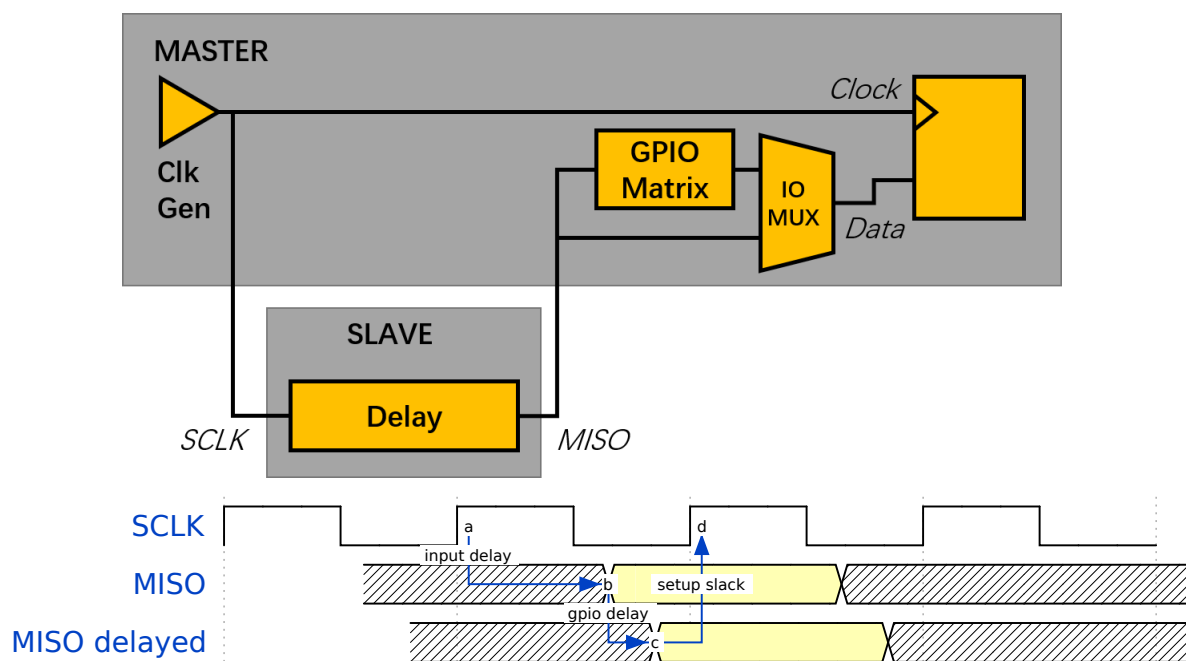 MASTER
Clock
Clk
Gen
GPIO
Matrix
IO
MUX
Data
SLAVE
Delay
SCLK
MISO
SCLK
a
d
input delay
MISO
b
setup slack
gpio delay
MISO delayed
c